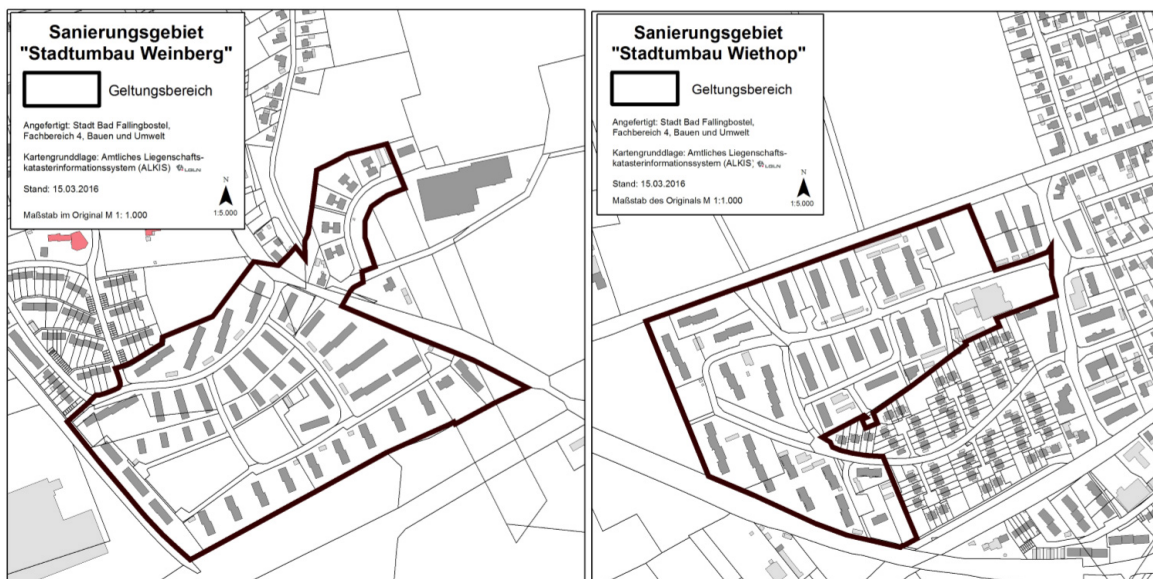 Sanierungsgebiet
"Stadtumbau Weinberg"
Geltungsbereich
Angefertigt: Stadt Bad Fallingbostel,
Fachbereich 4, Bauen und Umwelt
Kartengrundlage: Amtliches Liegenschafts-
katasterinformationssystem (ALKIS) LGLN
Stand: 15.03.2016
N
Maßstab im Original M 1: 1.000
1:5.000
Sanierungsgebiet
"Stadtumbau Wiethop"
Geltungsbereich
Angefertigt: Stadt Bad Fallingbostel,
Fachbereich 4, Bauen und Umwelt
Kartengrundlage: Amtliches Liegenschafts-
katasterinformationssystem (ALKIS) LGLN
Stand: 15.03.2016
N
Maßstab des Originals M 1:1.000
1:5.000